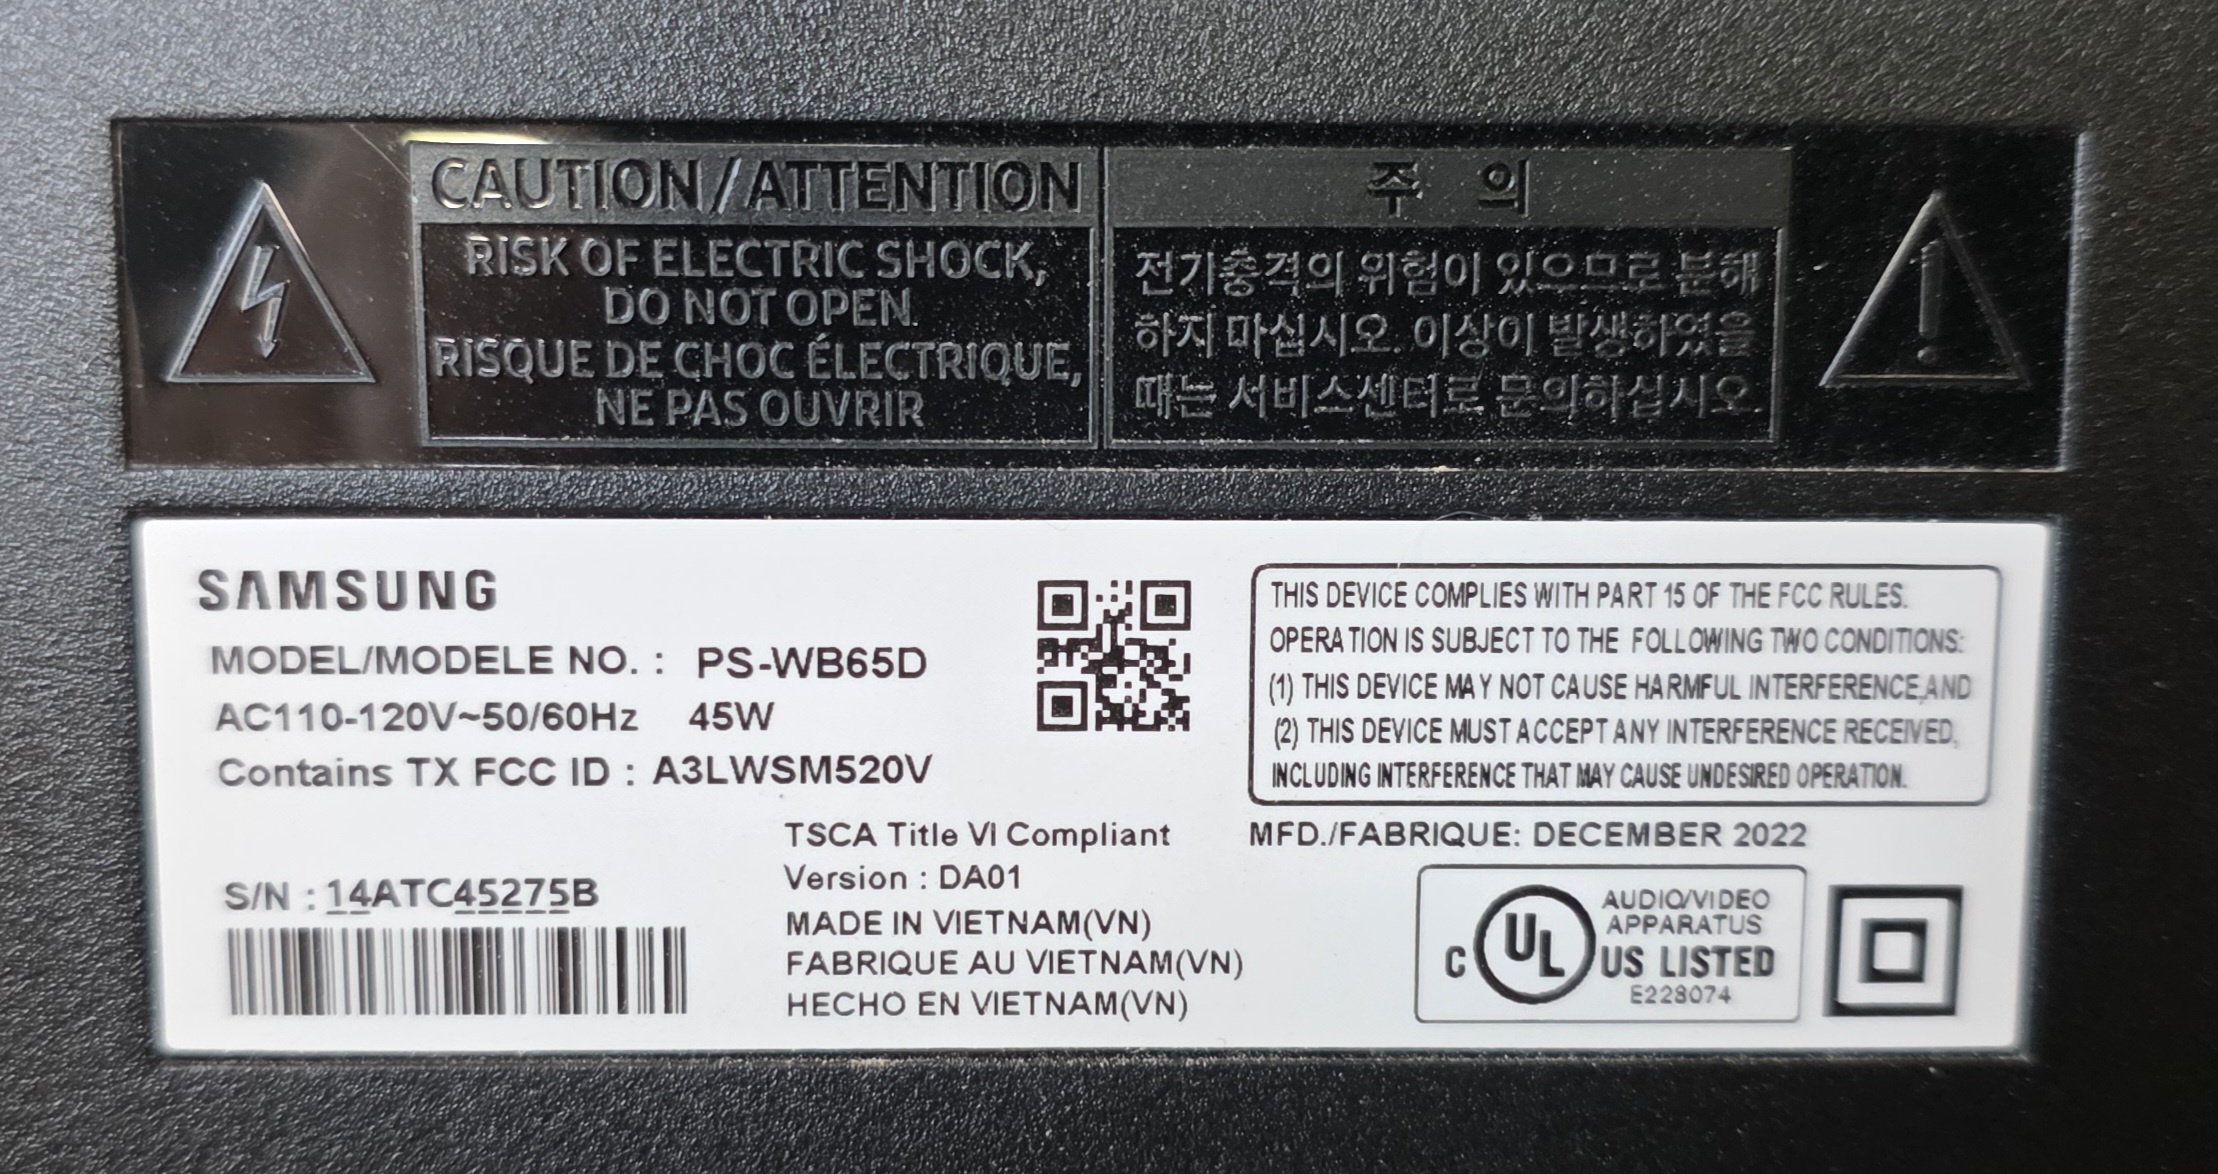 CAUTION/ATTENTION
RISK OF ELECTRIC SHOCK,
DO NOT OPEN.
RISQUE DE CHOC ÉLECTRIQUE,
NE PAS OUVRIR
주 의
전기충격의 위험이 있으므로 분해
하지 마십시오. 이상이 발생하였을
때는 서비스센터로 문의하십시오.
SAMSUNG
MODEL/MODELE NO. : PS-WB65D
AC110-120V~50/60Hz 45W
Contains TX FCC ID : A3LWSM520V
S/N : 14ATC45275B
TSCA Title VI Compliant
Version : DA01
MADE IN VIETNAM(VN)
FABRIQUE AU VIETNAM(VN)
HECHO EN VIETNAM(VN)
THIS DEVICE COMPLIES WITH PART 15 OF THE FCC RULES.
OPERATION IS SUBJECT TO THE FOLLOWING TWO CONDITIONS:
(1) THIS DEVICE MAY NOT CAUSE HARMFUL INTERFERENCE,AND
(2) THIS DEVICE MUST ACCEPT ANY INTERFERENCE RECEIVED,
INCLUDING INTERFERENCE THAT MAY CAUSE UNDESIRED OPERATION.
MFD./FABRIQUE: DECEMBER 2022
C UL US LISTED
AUDIO/VIDEO
APPARATUS
E228074